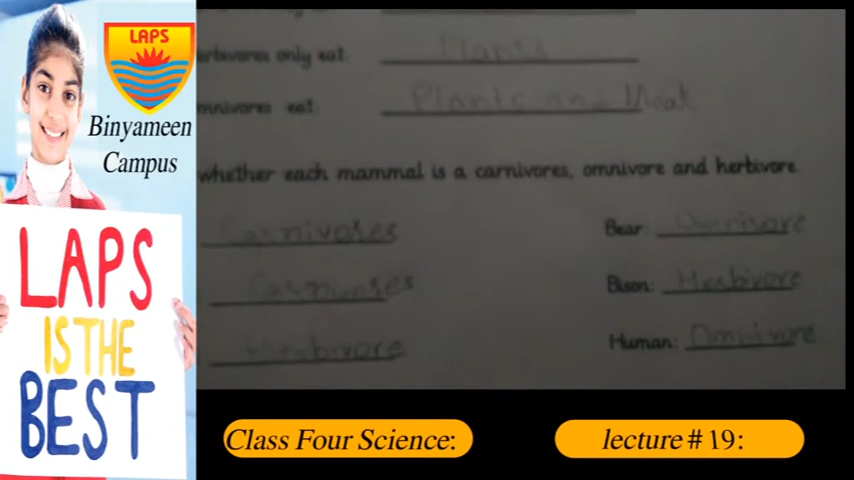 LAPS
Binyameen
Campus
LAPS
IS THE
BEST
erbivores only eat: Plants
mnivores eat: Plants and Meat
whether each mammal is a carnivores, omnivore and herbivore.
Carnivores
Bear: Omnivore
Carnivores
Bison: Herbivore
Herbivore
Human: Omnivore
Class Four Science:
lecture # 19: